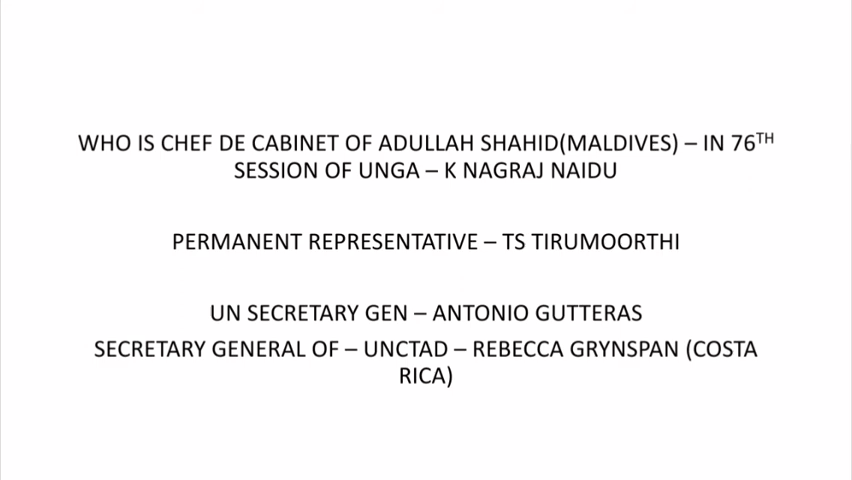 WHO IS CHEF DE CABINET OF ADULLAH SHAHID(MALDIVES) – IN 76TH
SESSION OF UNGA – K NAGRAJ NAIDU
PERMANENT REPRESENTATIVE – TS TIRUMOORTHI
UN SECRETARY GEN – ANTONIO GUTTERAS
SECRETARY GENERAL OF – UNCTAD – REBECCA GRYNSPAN (COSTA
RICA)